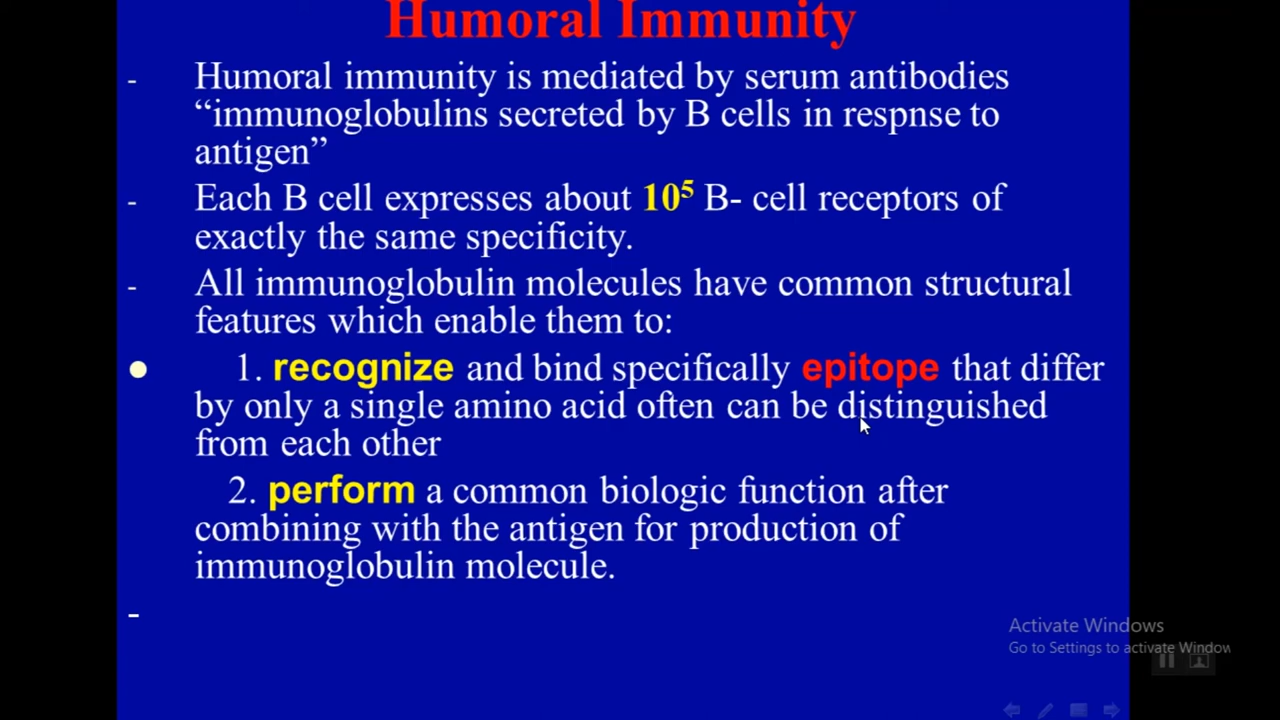 Humoral Immunity
- Humoral immunity is mediated by serum antibodies
“immunoglobulins secreted by B cells in respnse to
antigen”
- Each B cell expresses about 10⁵ B- cell receptors of
exactly the same specificity.
- All immunoglobulin molecules have common structural
features which enable them to:
● 1. recognize and bind specifically epitope that differ
by only a single amino acid often can be distinguished
from each other
2. perform a common biologic function after
combining with the antigen for production of
immunoglobulin molecule.
-
Activate Windows
Go to Settings to activate Window